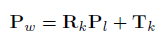 P_w = R_k P_l + T_k